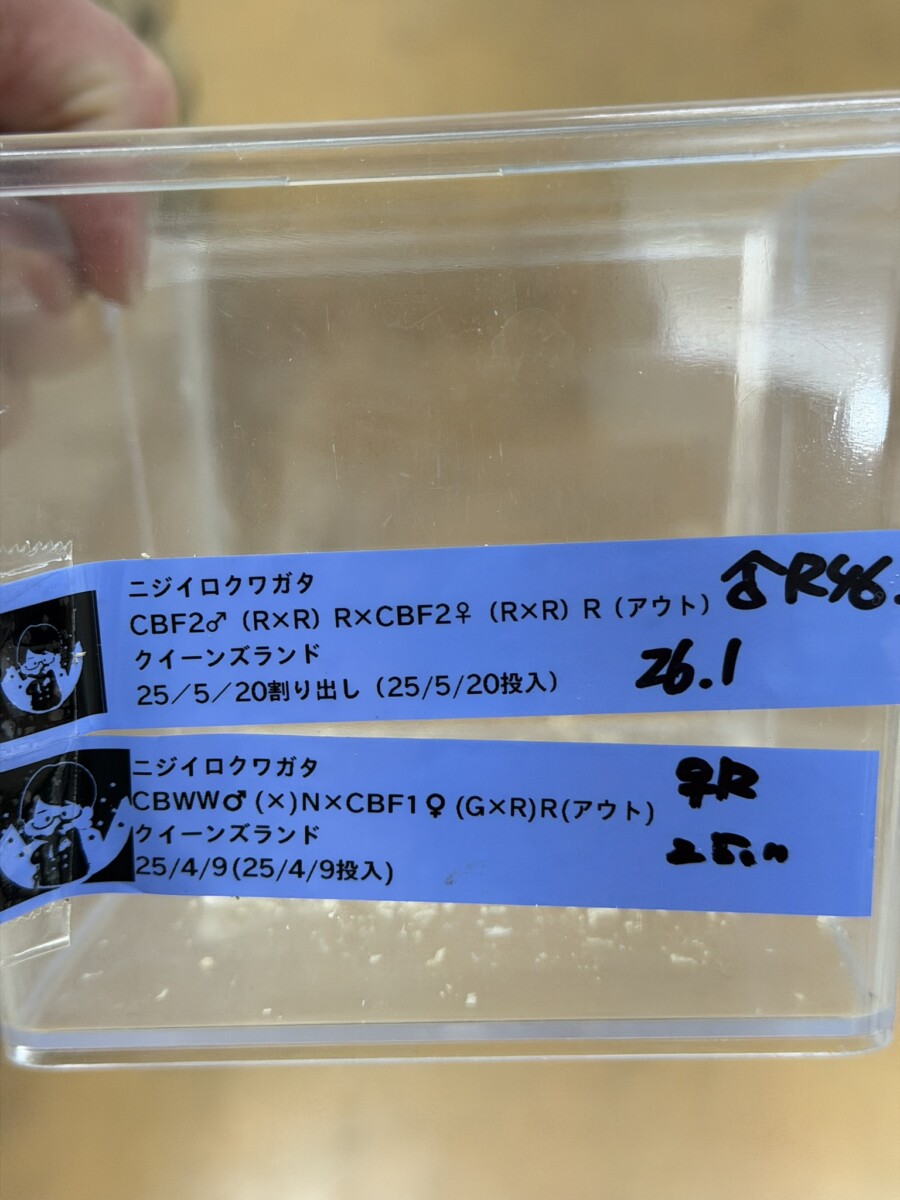 ニジイロクワガタ
CBF2♂（R×R）R×CBF2♀（R×R）R（アウト）
クイーンズランド
25／5／20割り出し（25/5/20投入）
♂R46.
26.1
ニジイロクワガタ
CBWW♂(×)N×CBF1♀(G×R)R(アウト)
クイーンズランド
25/4/9(25/4/9投入)
♀R